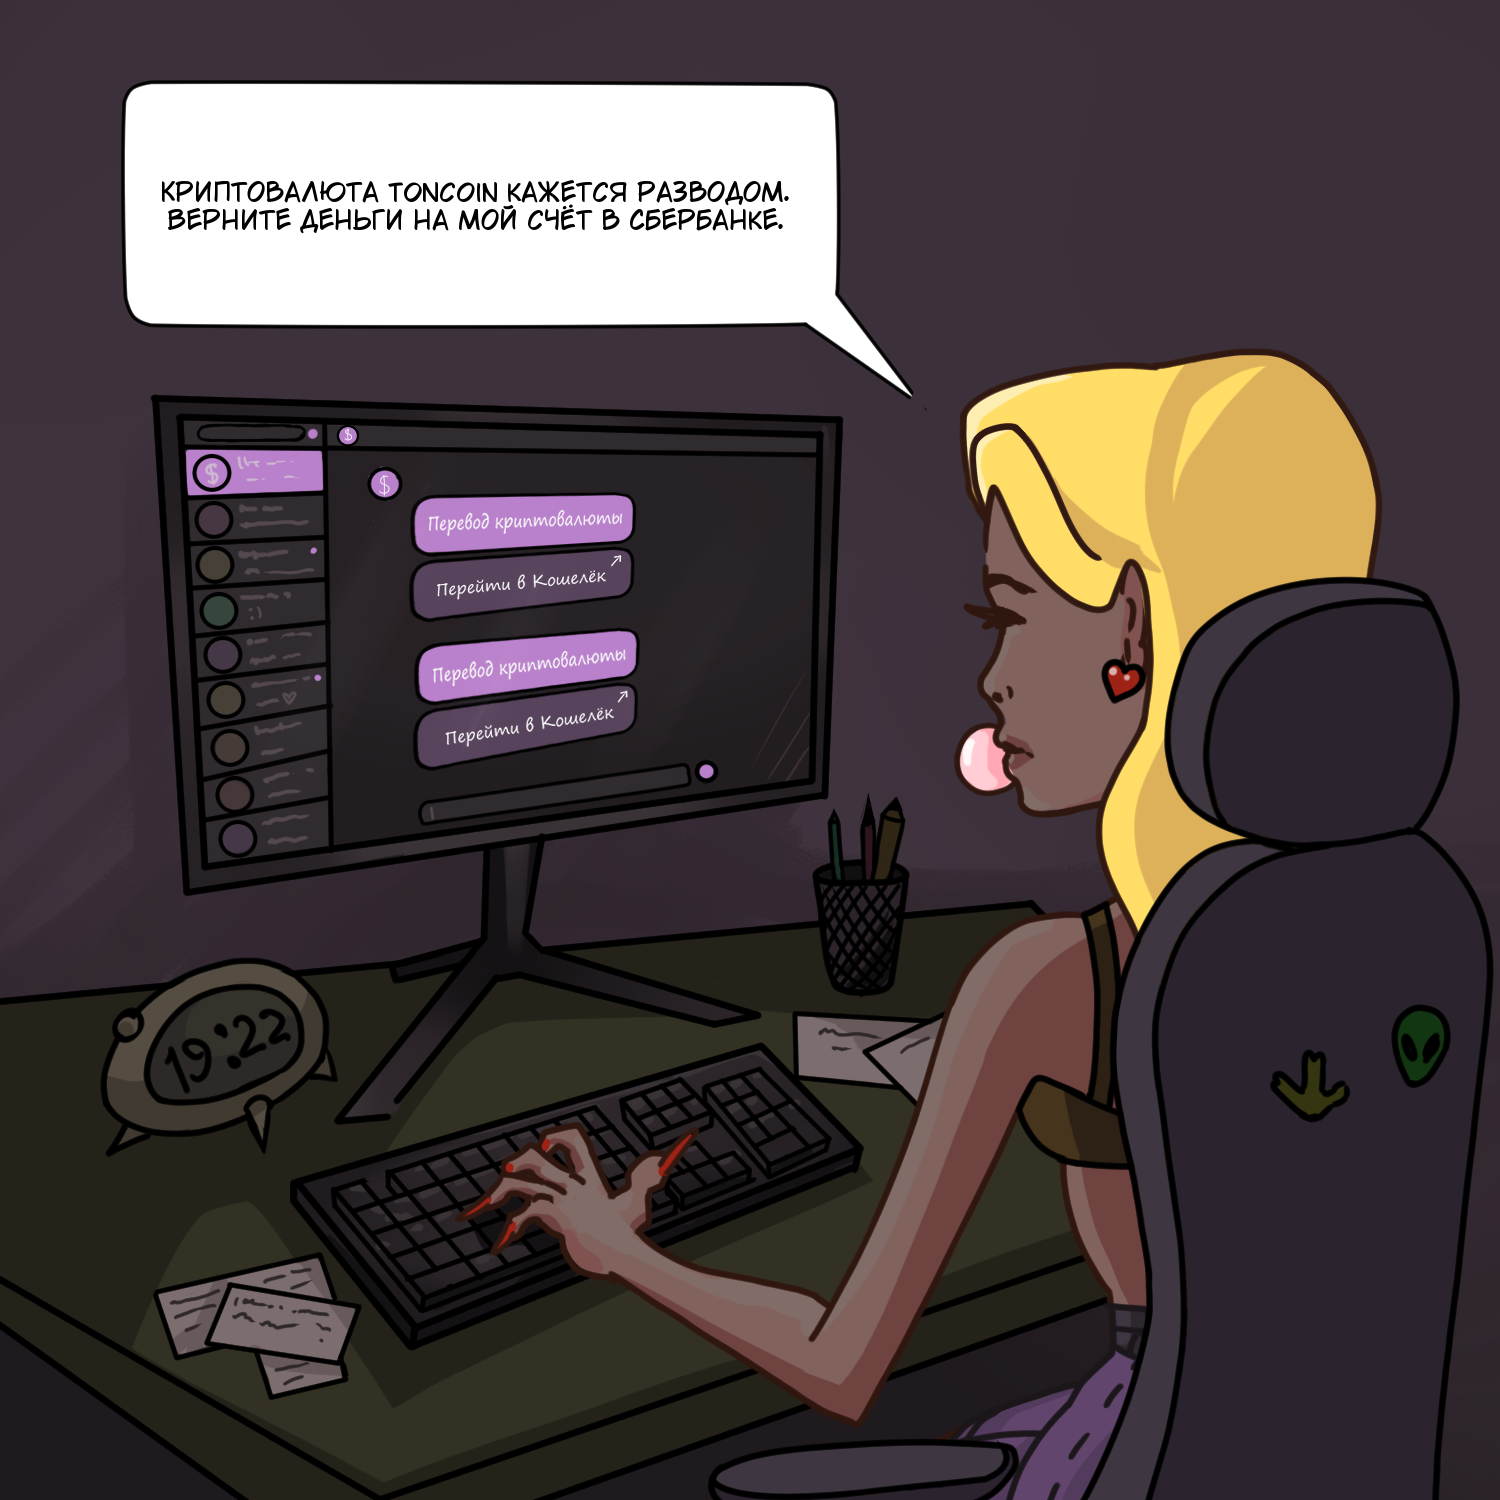 КРИПТОВАЛЮТА TONCOIN КАЖЕТСЯ РАЗВОДОМ.
ВЕРНИТЕ ДЕНЬГИ НА МОЙ СЧЁТ В СБЕРБАНКЕ.
$
$
$
Перевод криптовалюты
Перейти в Кошелёк
:)
Перевод криптовалюты
Перейти в Кошелёк
19:22